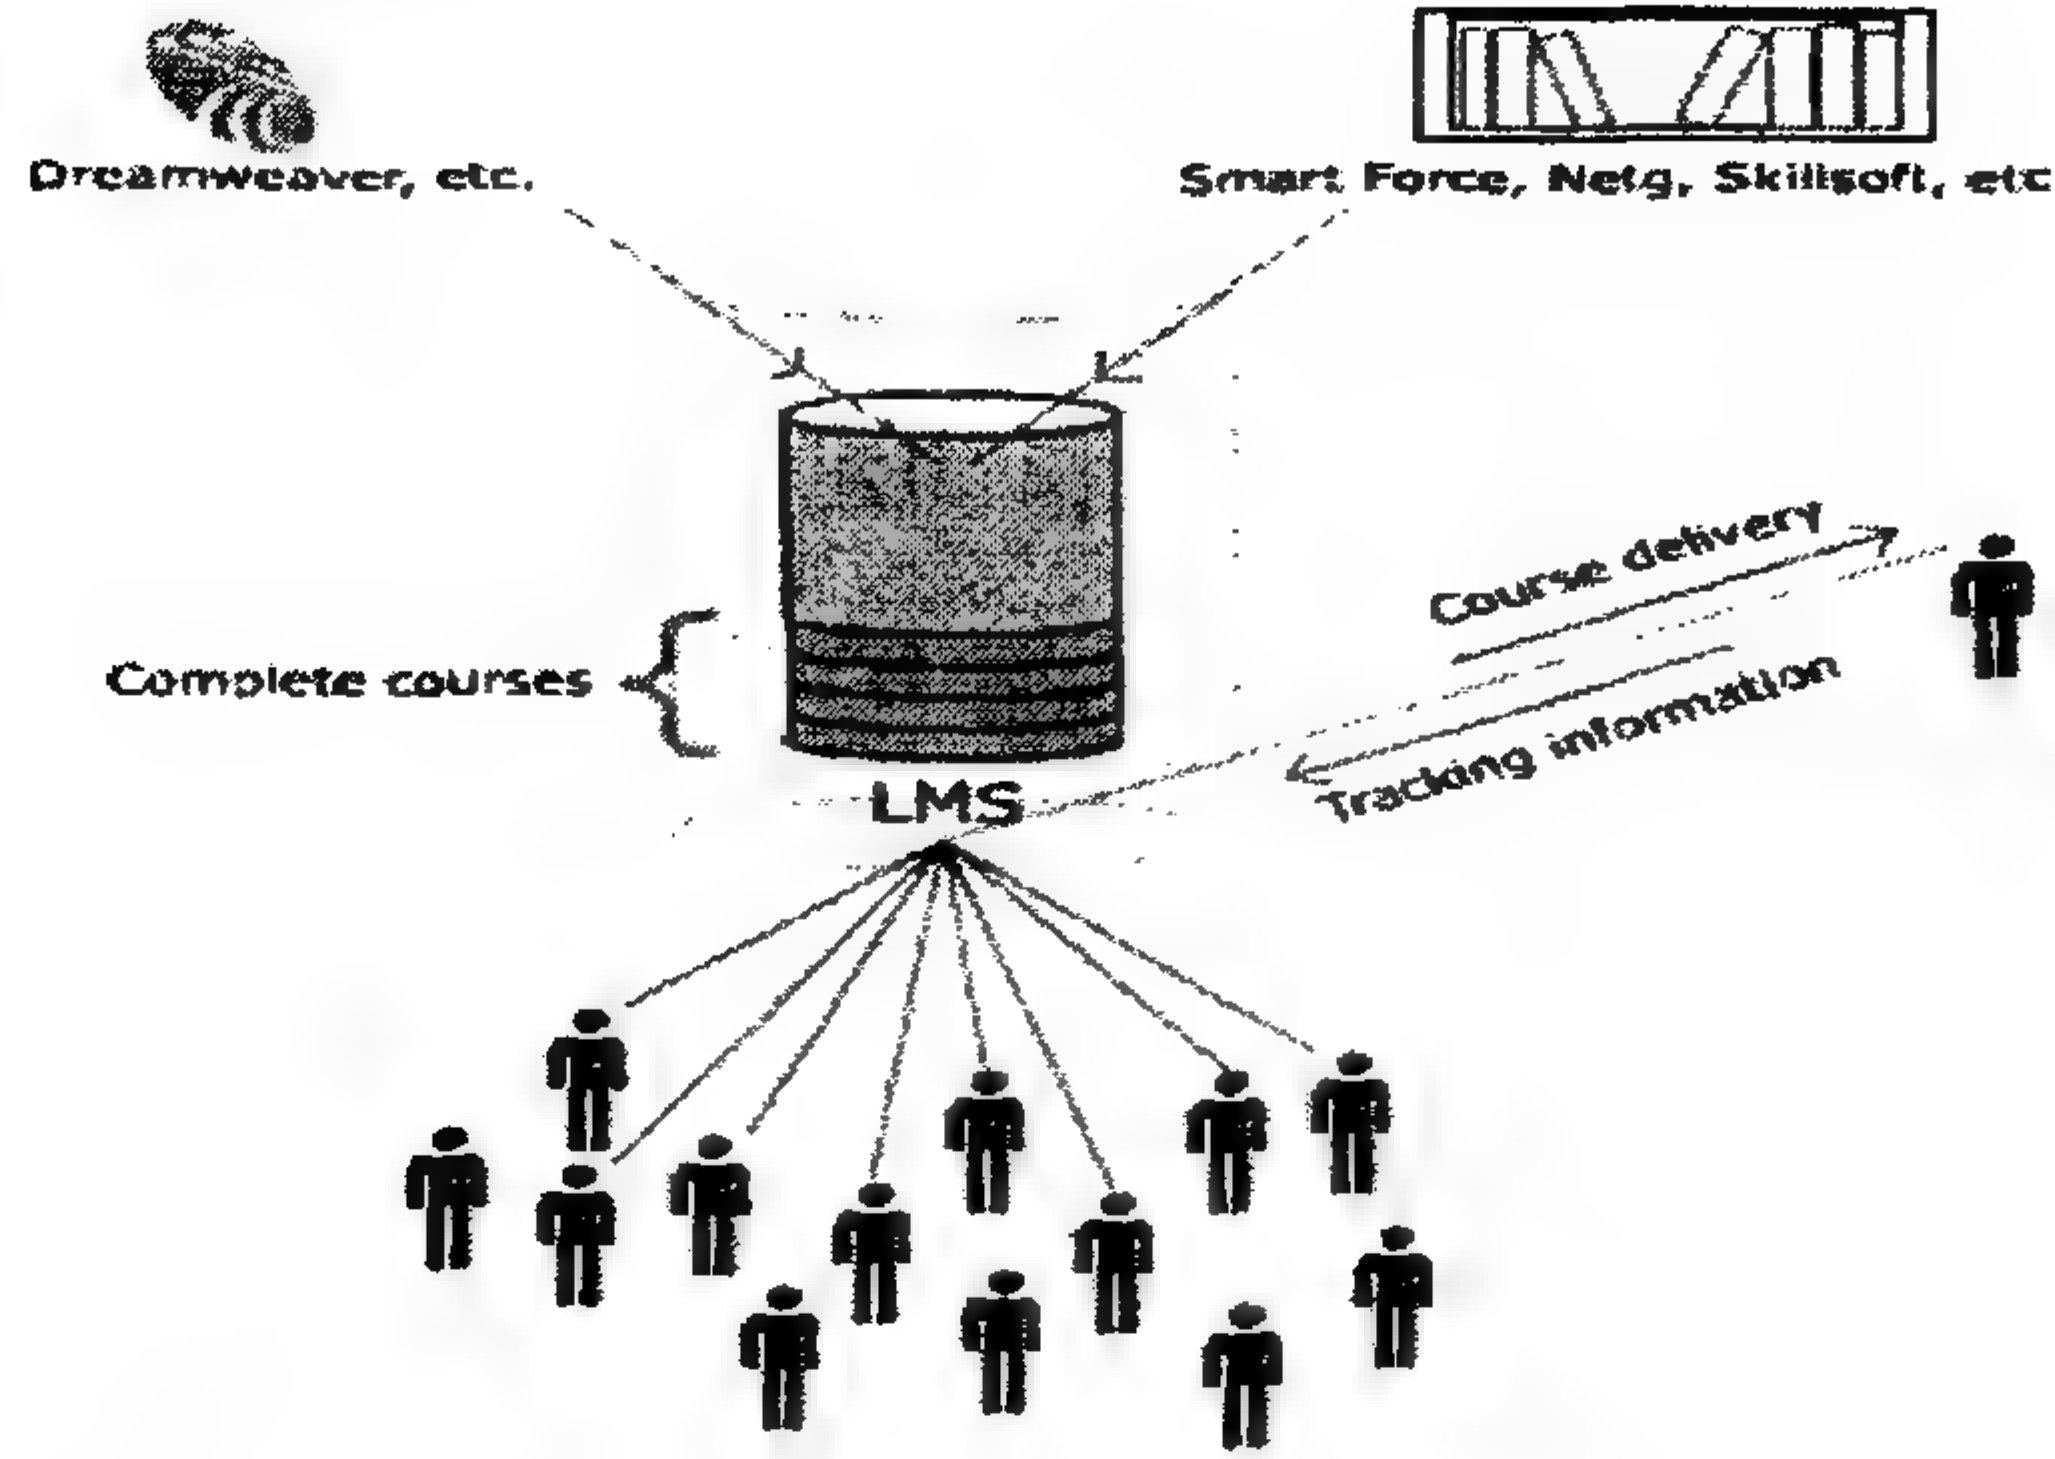 Dreamweaver, etc.
Smart Force, Netg, Skillsoft, etc
Course delivery
Complete courses
Tracking information
LMS